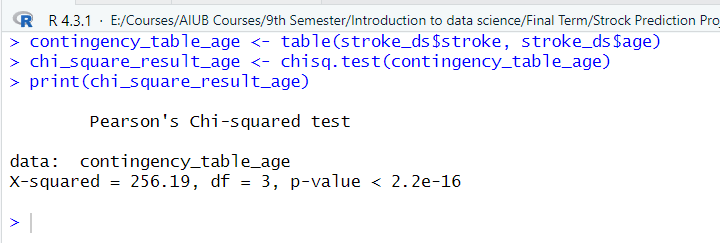 R 4.3.1 · E:/Courses/AIUB Courses/9th Semester/Introduction to data science/Final Term/Strock Prediction Pro
> contingency_table_age <- table(stroke_ds$stroke, stroke_ds$age)
> chi_square_result_age <- chisq.test(contingency_table_age)
> print(chi_square_result_age)
Pearson's Chi-squared test
data:  contingency_table_age
X-squared = 256.19, df = 3, p-value < 2.2e-16
>